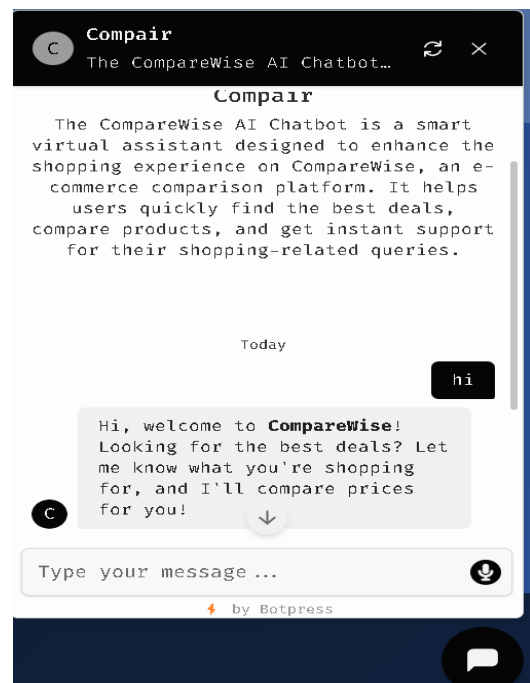 C
Compair
The CompareWise AI Chatbot…
Compair
The CompareWise AI Chatbot is a smart
virtual assistant designed to enhance the
shopping experience on CompareWise, an e-
commerce comparison platform. It helps
users quickly find the best deals,
compare products, and get instant support
for their shopping-related queries.
Today
hi
Hi, welcome to CompareWise!
Looking for the best deals? Let
me know what you're shopping
for, and I'll compare prices
for you!
C
Type your message...
by Botpress